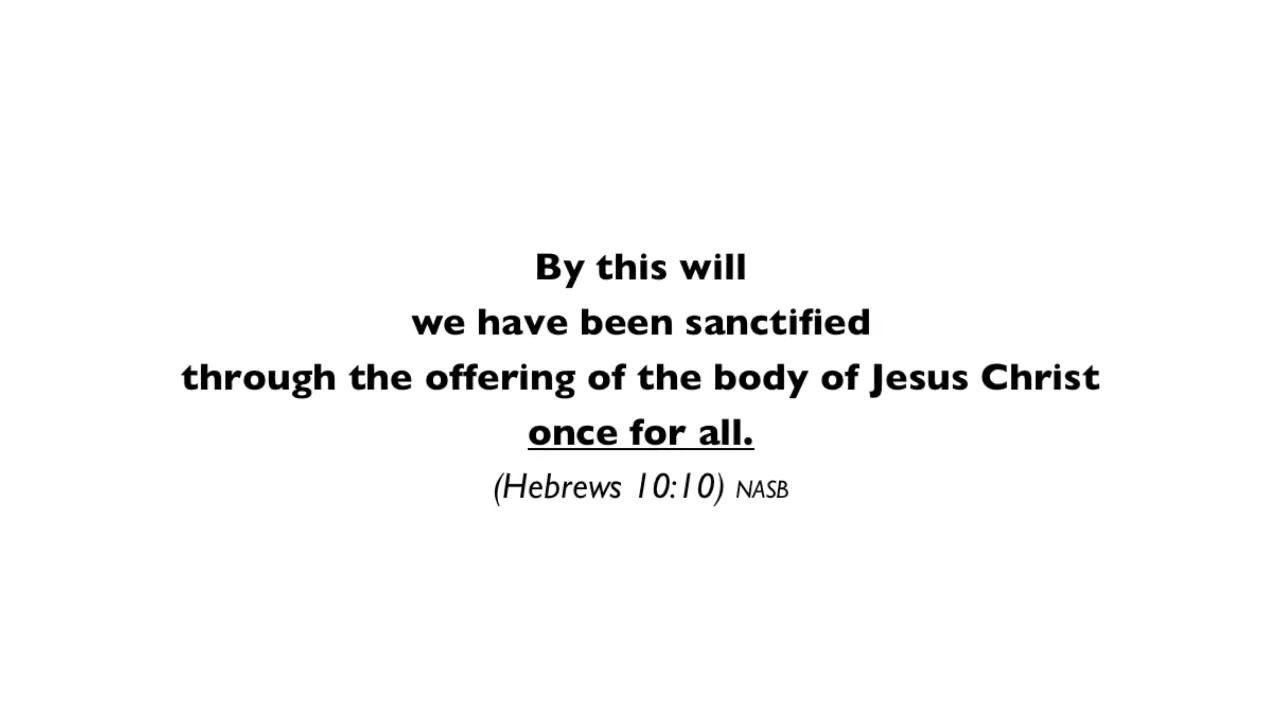 By this will
we have been sanctified
through the offering of the body of Jesus Christ
once for all.
(Hebrews 10:10) NASB